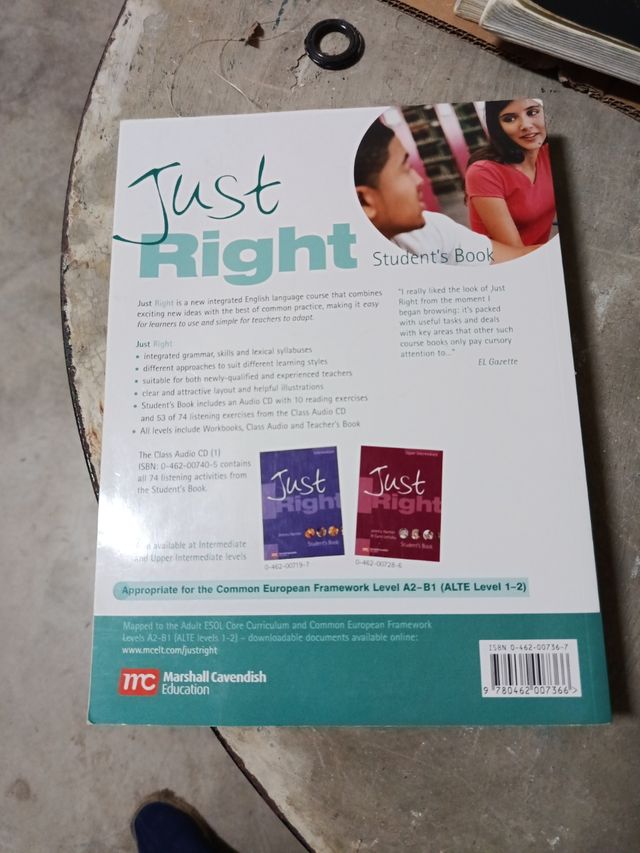 Just
Right Student's Book
Just Right is a new integrated English language course that combines
exciting new ideas with the best of common practice, making it easy
for learners to use and simple for teachers to adapt.
Just Right
• integrated grammar, skills and lexical syllabuses
• different approaches to suit different learning styles
• suitable for both newly-qualified and experienced teachers
• clear and attractive layout and helpful illustrations
• Student's Book includes an Audio CD with 10 reading exercises
and 53 of 74 listening exercises from the Class Audio CD
• All levels include Workbooks, Class Audio and Teacher's Book
"I really liked the look of Just
Right from the moment I
began browsing: it's packed
with useful tasks and deals
with key areas that other such
course books only pay cursory
attention to..."
EL Gazette
The Class Audio CD (1)
ISBN: 0-462-00740-5 contains
all 74 listening activities from
the Student's Book.
available at Intermediate
and Upper Intermediate levels
Intermediate
Just
Right
Student's Book
0-462-00719-7
Upper Intermediate
Just
Right
Student's Book
0-462-00728-6
Appropriate for the Common European Framework Level A2–B1 (ALTE Level 1–2)
Mapped to the Adult ESOL Core Curriculum and Common European Framework
Levels A2-B1 (ALTE levels 1-2) – downloadable documents available online:
www.mcelt.com/justright
mc Marshall Cavendish
Education
ISBN 0-462-00736-7
9 780462 007366 >